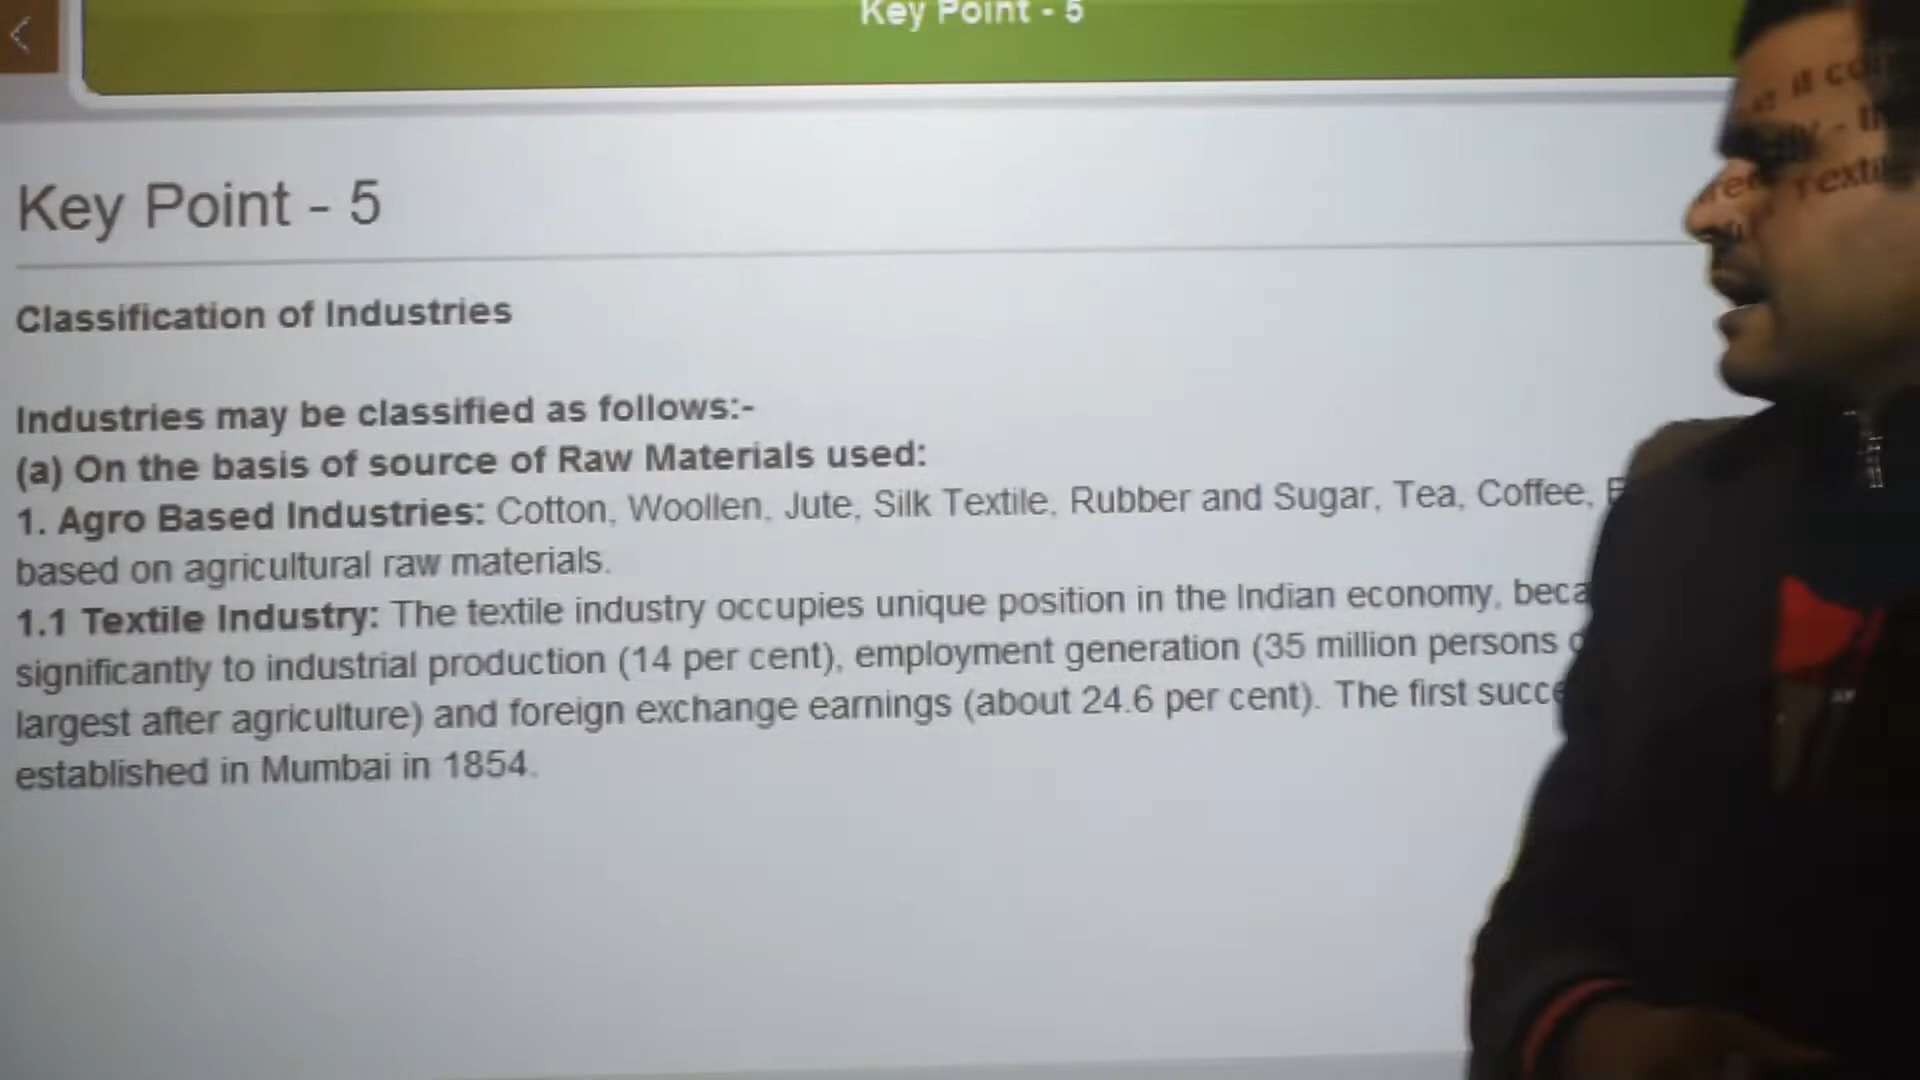 Key Point - 5
Key Point - 5
Classification of Industries
Industries may be classified as follows:-
(a) On the basis of source of Raw Materials used:
1. Agro Based Industries: Cotton, Woollen, Jute, Silk Textile, Rubber and Sugar, Tea, Coffee,
based on agricultural raw materials.
1.1 Textile Industry: The textile industry occupies unique position in the Indian economy,
significantly to industrial production (14 per cent), employment generation (35 million persons
largest after agriculture) and foreign exchange earnings (about 24.6 per cent). The first
established in Mumbai in 1854.